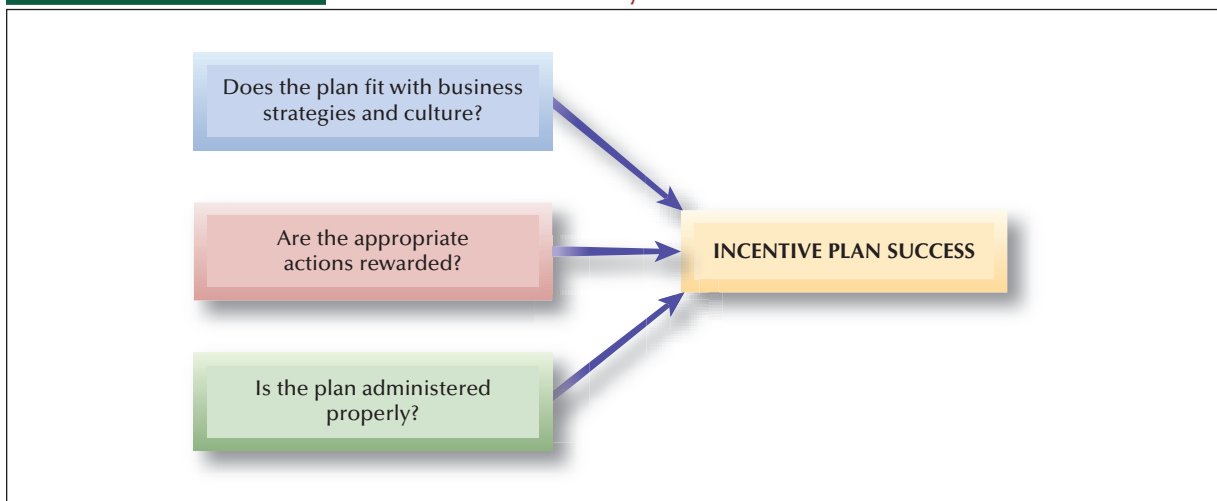 Does the plan fit with business
strategies and culture?
Are the appropriate
actions rewarded?
INCENTIVE PLAN SUCCESS
Is the plan administered
properly?